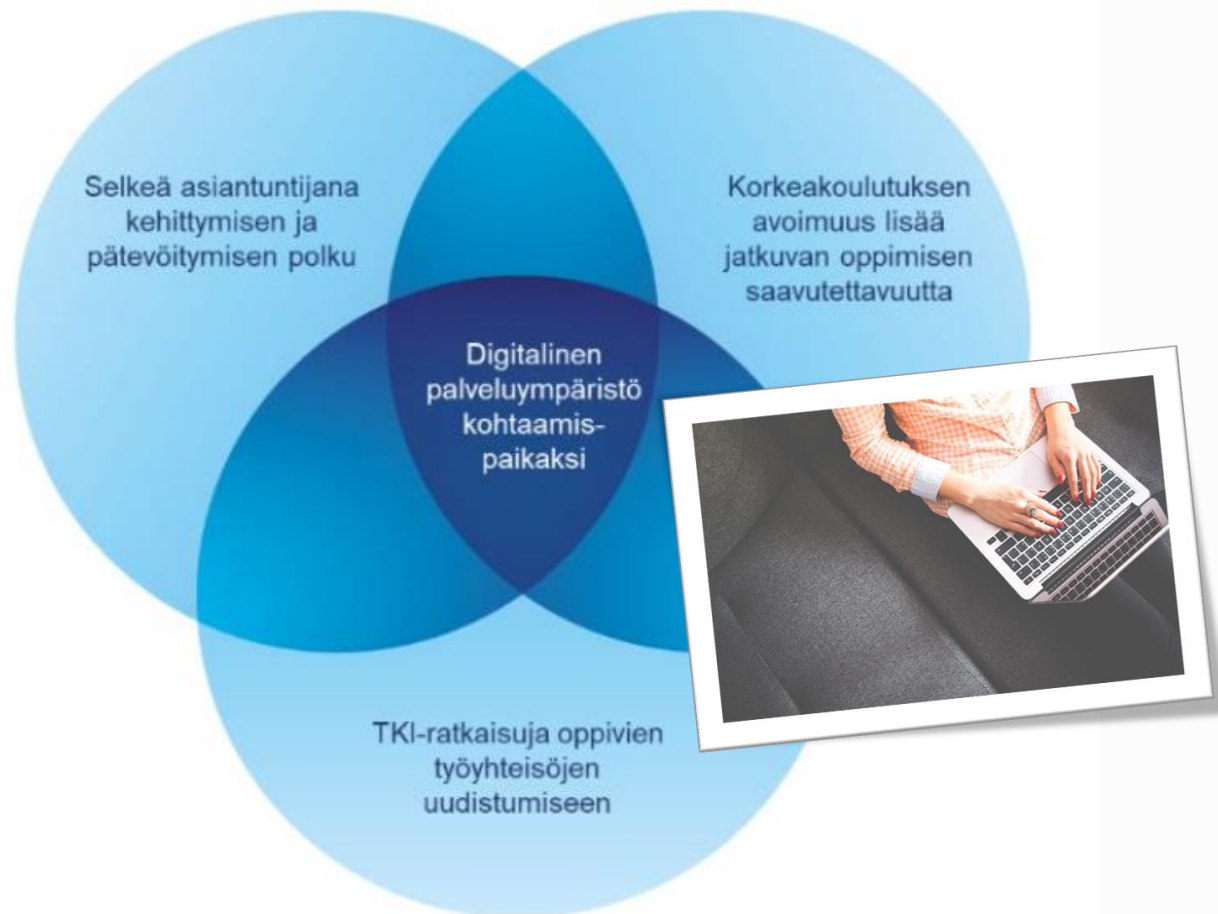 Selkeä asiantuntijana
kehittymisen ja
pätevöitymisen polku
Korkeakoulutuksen
avoimuus lisää
jatkuvan oppimisen
saavutettavuutta
Digitalinen
palveluympäristö
kohtaamis-
paikaksi
TKI-ratkaisuja oppivien
työyhteisöjen
uudistumiseen